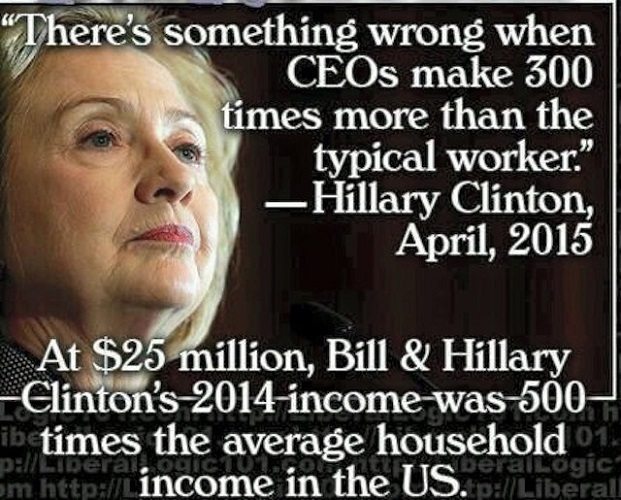 “There’s something wrong when
CEOs make 300
times more than the
typical worker.”
—Hillary Clinton,
April, 2015
At $25 million, Bill & Hillary
Clinton’s 2014 income was 500
times the average household
income in the US.